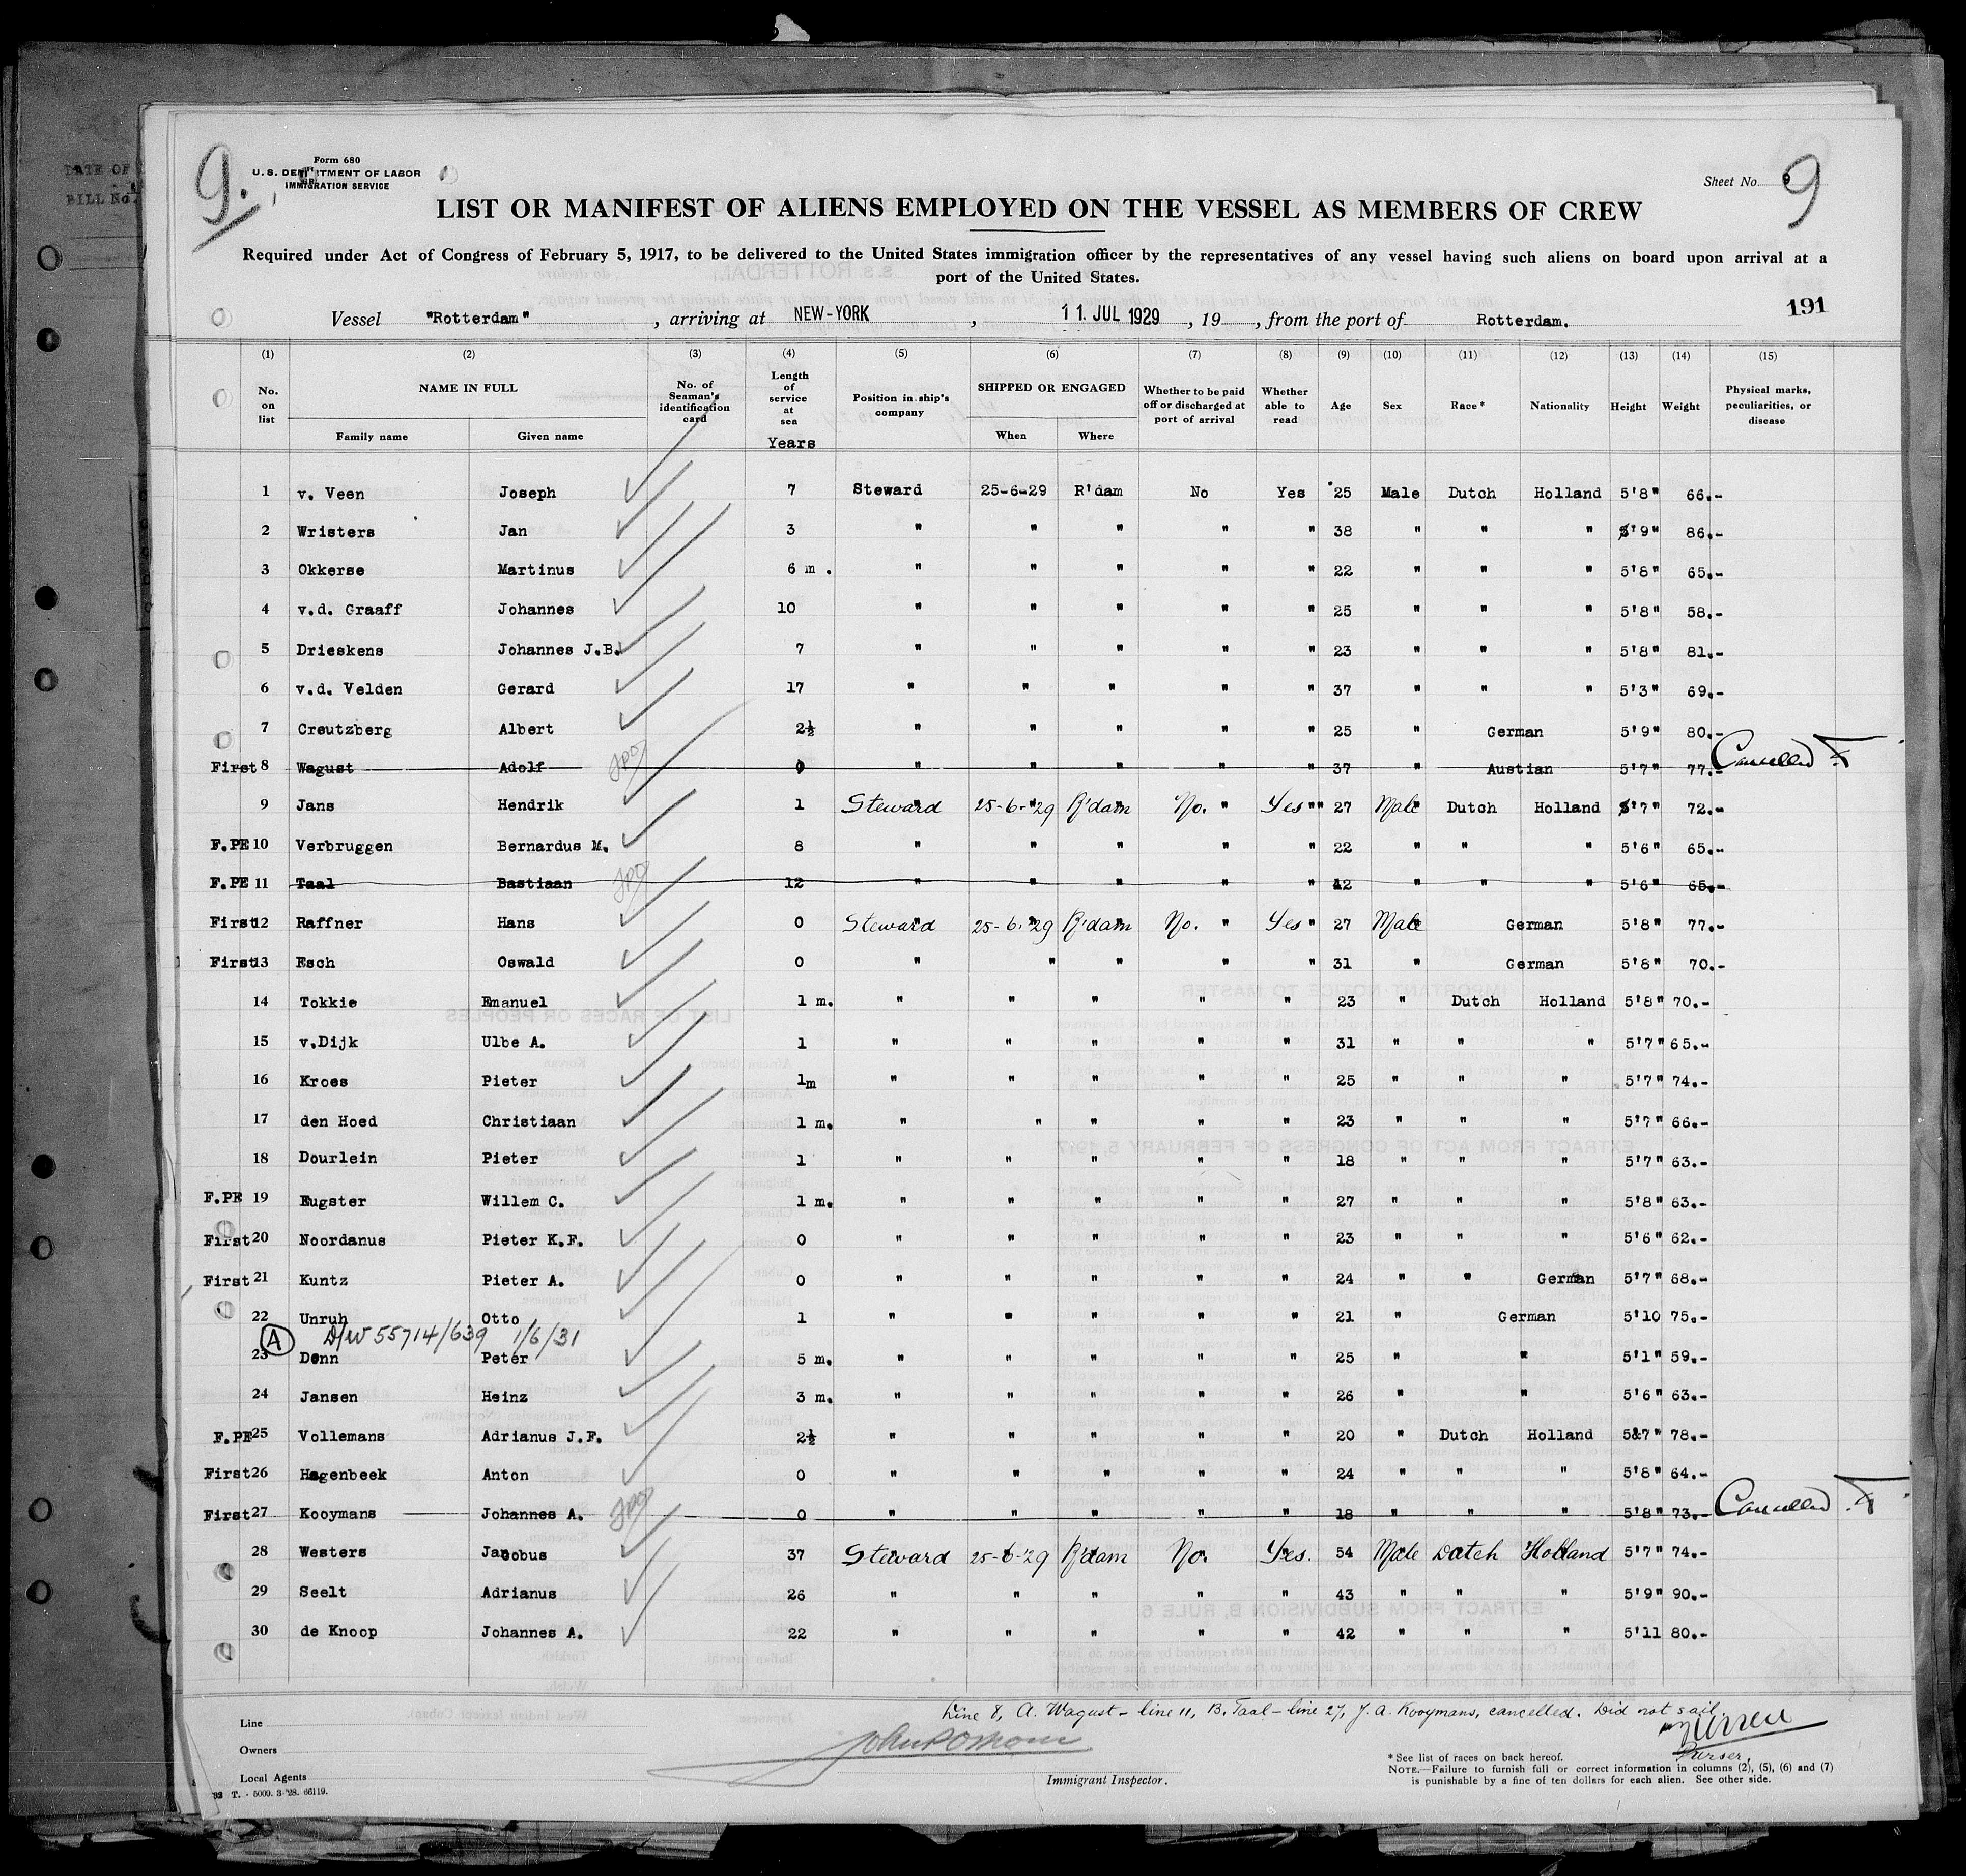 9.
Form 680
U. S. DEPARTMENT OF LABOR
IMMIGRATION SERVICE
Sheet No. 9
9
LIST OR MANIFEST OF ALIENS EMPLOYED ON THE VESSEL AS MEMBERS OF CREW
Required under Act of Congress of February 5, 1917, to be delivered to the United States immigration officer by the representatives of any vessel having such aliens on board upon arrival at a
port of the United States.
191
Vessel "Rotterdam" , arriving at NEW-YORK , 11. JUL 1929 , 19 , from the port of Rotterdam.
(1) (2) (3) (4) (5) (6) (7) (8) (9) (10) (11) (12) (13) (14) (15)
No. on list NAME IN FULL Family name Given name No. of Seaman's identification card Length of service at sea Years Position in ship's company SHIPPED OR ENGAGED When Where Whether to be paid off or discharged at port of arrival Whether able to read Age Sex Race* Nationality Height Weight Physical marks, peculiarities, or disease
1 v. Veen Joseph 7 Steward 25-6-29 R'dam No Yes 25 Male Dutch Holland 5'8" 66.-
2 Wristers Jan 3 " " " " " 38 " " " 5'9" 86.-
3 Okkerse Martinus 6 m . " " " " " 22 " " " 5'8" 65.-
4 v.d. Graaff Johannes 10 " " " " " 25 " " " 5'8" 58.-
5 Drieskens Johannes J.B. 7 " " " " " 23 " " " 5'8" 81.-
6 v.d. Velden Gerard 17 " " " " " 37 " " " 5'3" 69.-
7 Creutzberg Albert 2½ " " " " " 25 " German 5'9" 80.-
First 8 Wagust Adolf 0 " " " " " 37 " Austian 5'7" 77.- Cancelled
9 Jans Hendrik 1 Steward 25-6-29 R'dam No. " Yes "" 27 Male Dutch Holland 5'7" 72.-
F.PE 10 Verbruggen Bernardus M. 8 " " " " " 22 " " " 5'6" 65.-
F.PE 11 Taal Bastiaan 12 " " " " " 42 " " " 5'6" 65.-
First 12 Raffner Hans 0 Steward 25-6-29 R'dam No. " Yes " 27 Male German 5'8" 77.-
First 13 Esch Oswald 0 " " " " " 31 " German 5'8" 70.-
14 Tokkie Emanuel 1 m. " " " " " 23 " Dutch Holland 5'8" 70.-
15 v.Dijk Ulbe A. 1 " " " " " 31 " " " 5'7" 65.-
16 Kroes Pieter 1m " " " " " 25 " " " 5'7" 74.-
17 den Hoed Christiaan 1 m. " " " " " 23 " " " 5'7" 66.-
18 Dourlein Pieter 1 " " " " " 18 " " " 5'7" 63.-
F.PE 19 Eugster Willem C. 1 m. " " " " " 27 " " " 5'8" 63.-
First 20 Noordanus Pieter K.F. 0 " " " " " 23 " " " 5'6" 62.-
First 21 Kuntz Pieter A. 0 " " " " " 24 " " German 5'7" 68.-
22 Unruh Otto 1 " " " " " 21 " German 5'10 75.-
A D/W 55714/639 1/6/31
23 Denn Peter 5 m. " " " " " 25 " " 5'1" 59.-
24 Jansen Heinz 3 m. " " " " " 26 " " 5'6" 63.-
F.PE 25 Vollemans Adrianus J.F. 2½ " " " " " 20 " Dutch Holland 5&7" 78.-
First 26 Hagenbeek Anton 0 " " " " " 24 " " " 5'8" 64.-
First 27 Kooymans Johannes A. 0 " " " " " 18 " " " 5'8" 73.- Cancelled
28 Westers Jacobus 37 Steward 25-6-29 R'dam No. Yes. 54 Male Dutch Holland 5'7" 74.-
29 Seelt Adrianus 26 " " " " " 43 " " " 5'9" 90.-
30 de Knoop Johannes A. 22 " " " " " 42 " " " 5'11 80.-
Line 8, A. Wagust - line 11, B. Taal - line 27, J. A. Kooymans, cancelled. Did not sail.
Purser.
Line
Owners
Local Agents
Immigrant Inspector.
* See list of races on back hereof.
NOTE.—Failure to furnish full or correct information in columns (2), (5), (6) and (7)
is punishable by a fine of ten dollars for each alien. See other side.
T. - 5000. 3-'28. 66119.